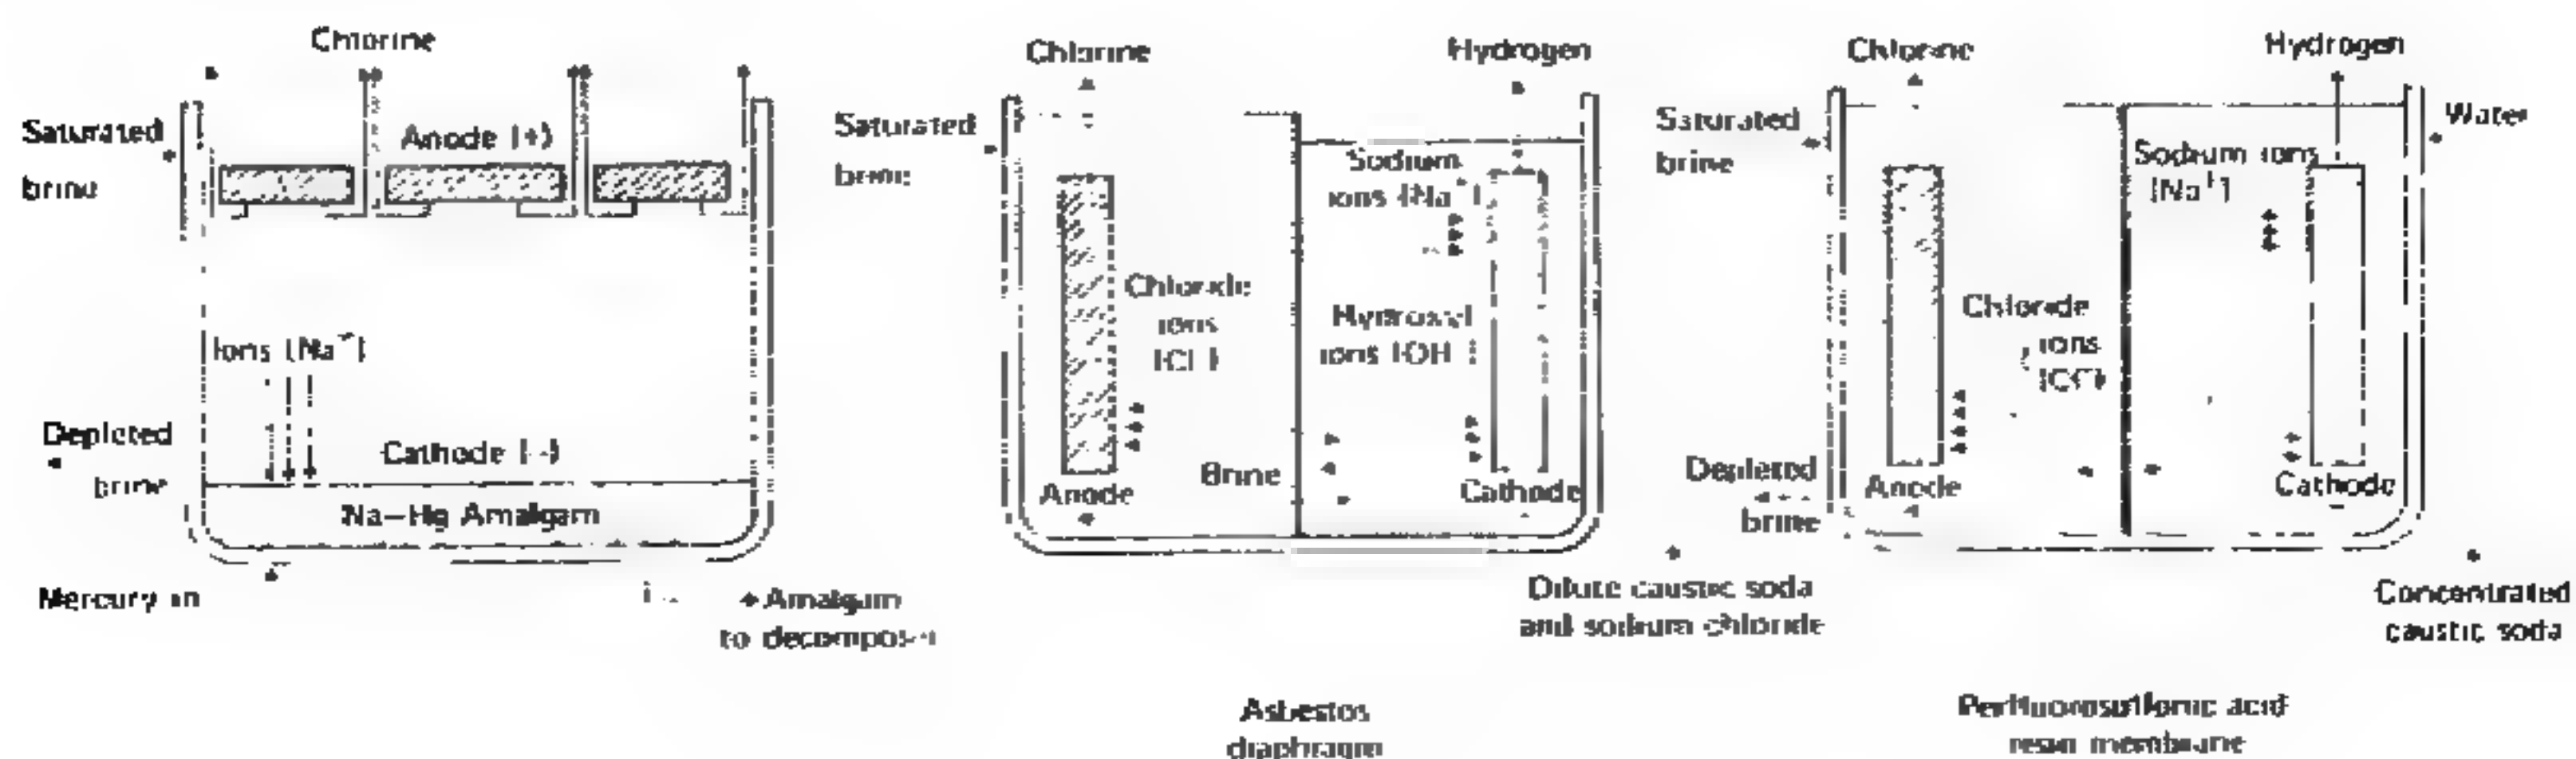 Chlorine
Saturated
brine
Anode (+)
Ions (Na⁺)
Depleted
brine
Cathode (-)
Na–Hg Amalgam
Mercury in
Amalgam
to decomposer
Chlorine
Hydrogen
Saturated
brine
Sodium
ions (Na⁺)
Chloride
ions
(Cl⁻)
Hydroxyl
ions (OH
Brine
Anode
Cathode
Dilute caustic soda
and sodium chloride
Asbestos
diaphragm
Chlorine
Hydrogen
Saturated
brine
Water
Sodium ions
(Na⁺)
Chloride
ions
(Cl⁻)
Depleted
brine
Anode
Cathode
Concentrated
caustic soda
Perfluorosulfonic acid
resin membrane